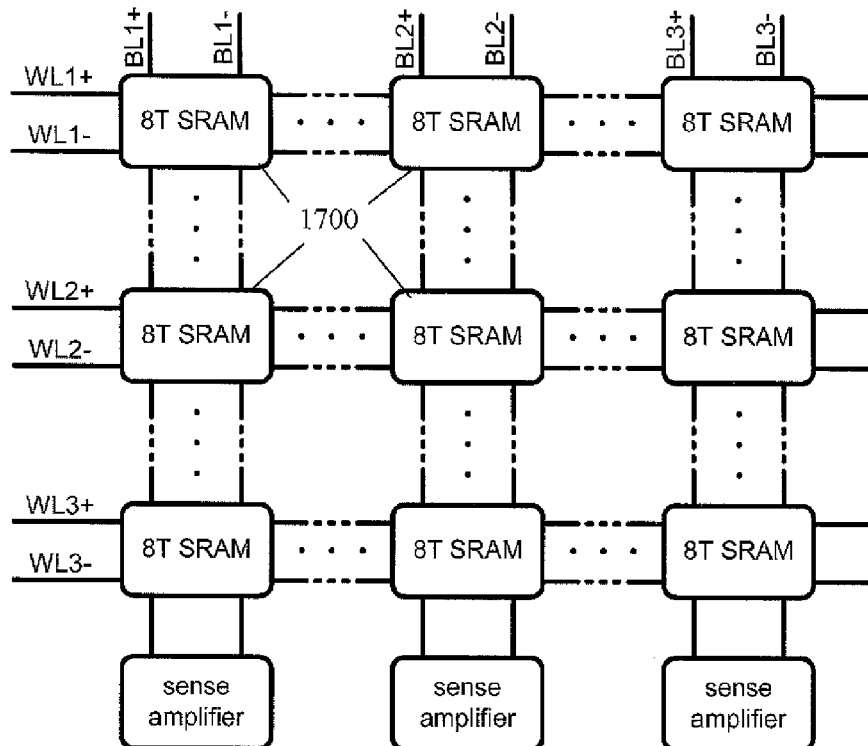 BL1+ BL1- BL2+ BL2- BL3+ BL3-
WL1+
8T SRAM 8T SRAM 8T SRAM
WL1-
1700
WL2+
8T SRAM 8T SRAM 8T SRAM
WL2-
WL3+
8T SRAM 8T SRAM 8T SRAM
WL3-
sense sense sense
amplifier amplifier amplifier